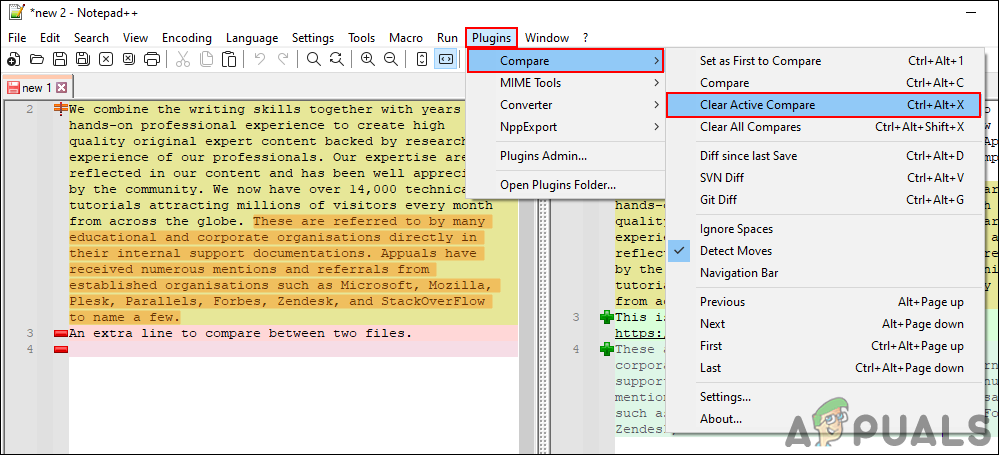 *new 2 - Notepad++
File Edit Search View Encoding Language Settings Tools Macro Run Plugins Window ?
new 1
Compare
MIME Tools
Converter
NppExport
Plugins Admin...
Open Plugins Folder...
Set as First to Compare Ctrl+Alt+1
Compare Ctrl+Alt+C
Clear Active Compare Ctrl+Alt+X
Clear All Compares Ctrl+Alt+Shift+X
Diff since last Save Ctrl+Alt+D
SVN Diff Ctrl+Alt+V
Git Diff Ctrl+Alt+G
Ignore Spaces
Detect Moves
Navigation Bar
Previous Alt+Page up
Next Alt+Page down
First Ctrl+Alt+Page up
Last Ctrl+Alt+Page down
Settings...
About...
2 We combine the writing skills together with years
hands-on professional experience to create high
quality original expert content backed by research
experience of our professionals. Our expertise are
reflected in our content and has been well apprec
by the community. We now have over 14,000 technica
tutorials attracting millions of visitors every month
from across the globe. These are referred to by many
educational and corporate organisations directly in
their internal support documentations. Appuals have
received numerous mentions and referrals from
established organisations such as Microsoft, Mozilla,
Plesk, Parallels, Forbes, Zendesk, and StackOverFlow
to name a few.
3 An extra line to compare between two files.
4
hands-o
quality
experie
reflect
by the
tutoria
from ac
3 This is
https:/
4 These a
corpora
support
mention
such as
Zendesk,
APPUALS